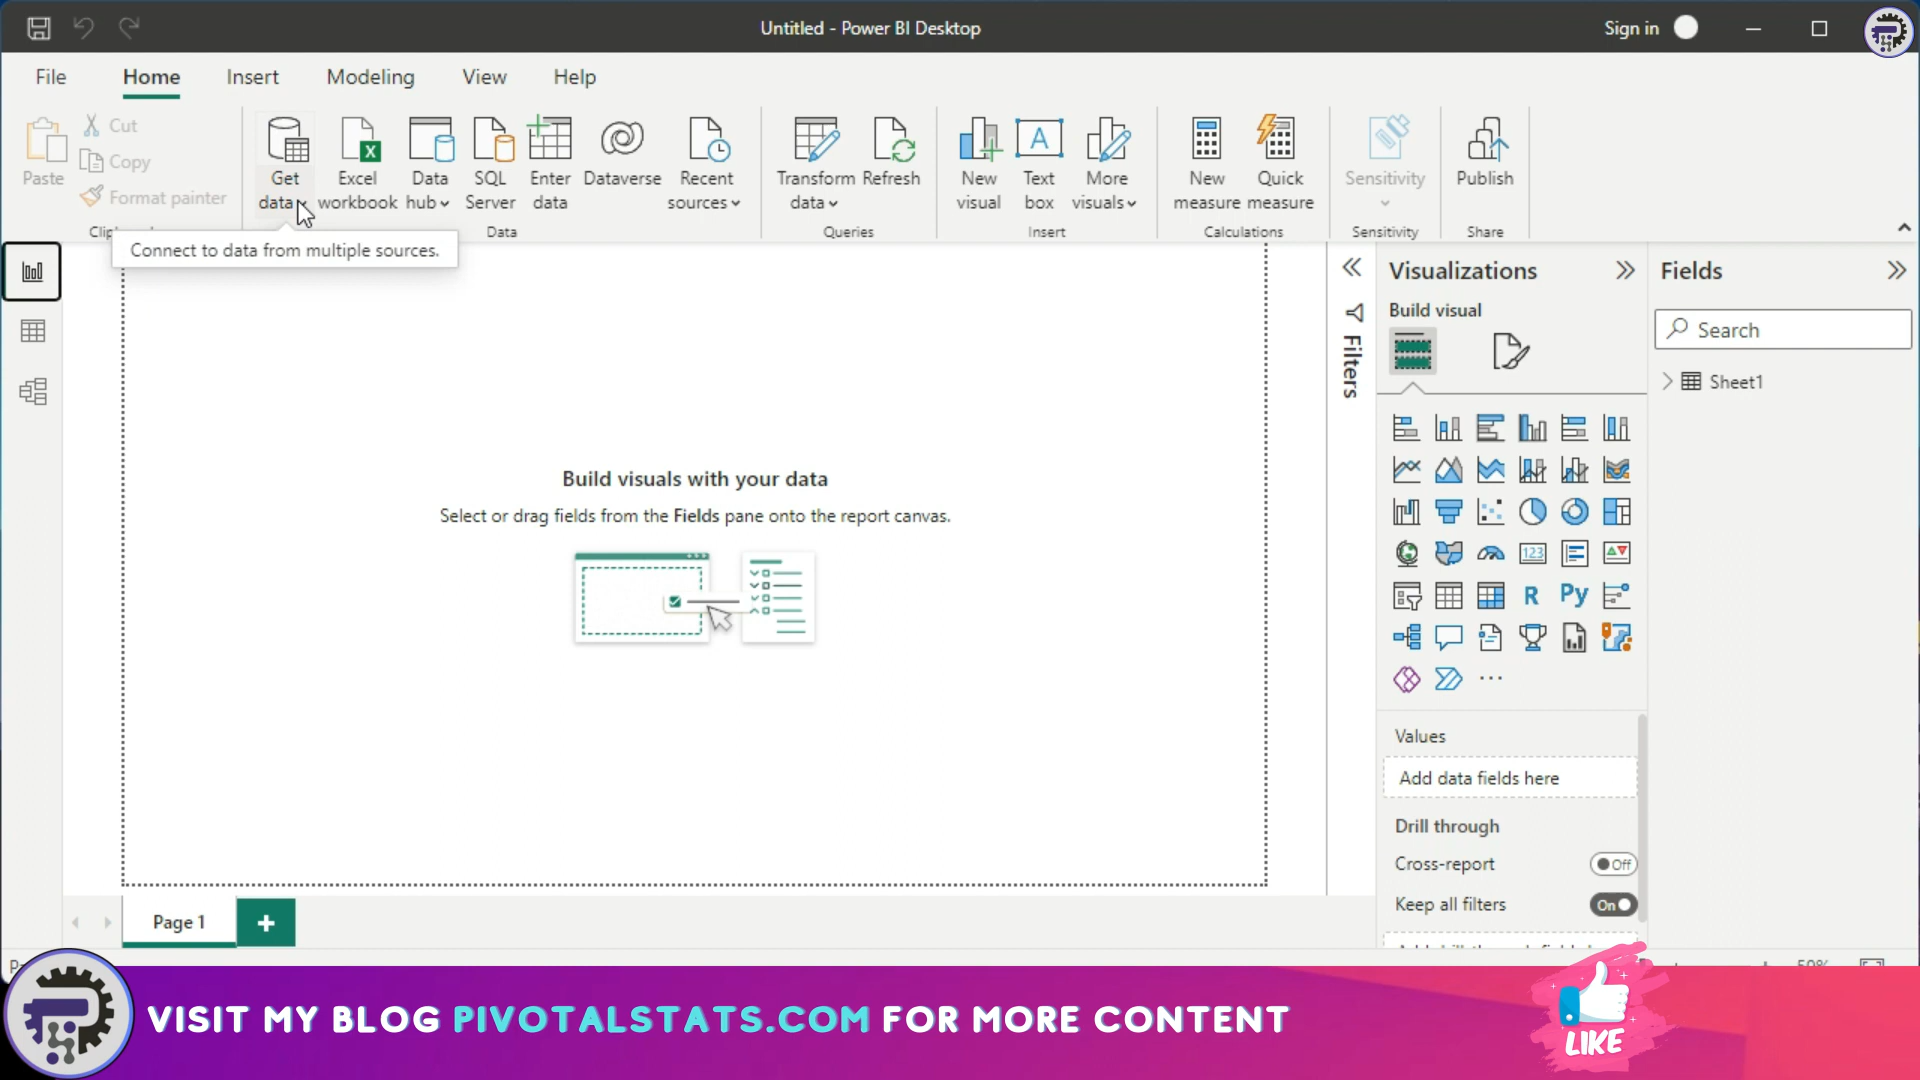 Untitled - Power BI Desktop
Sign in
File Home Insert Modeling View Help
Paste
Cut
Copy
Format painter
Get data
Excel workbook
Data hub
SQL Server
Enter data
Dataverse
Recent sources
Transform data
Refresh
New visual
Text box
More visuals
New measure
Quick measure
Sensitivity
Publish
Data
Queries
Insert
Calculations
Sensitivity
Share
Connect to data from multiple sources.
Filters
Visualizations
Build visual
Fields
Search
Sheet1
Build visuals with your data
Select or drag fields from the Fields pane onto the report canvas.
123
R
Py
Values
Add data fields here
Drill through
Cross-report
Off
Keep all filters
On
Page 1
VISIT MY BLOG PIVOTALSTATS.COM FOR MORE CONTENT
LIKE